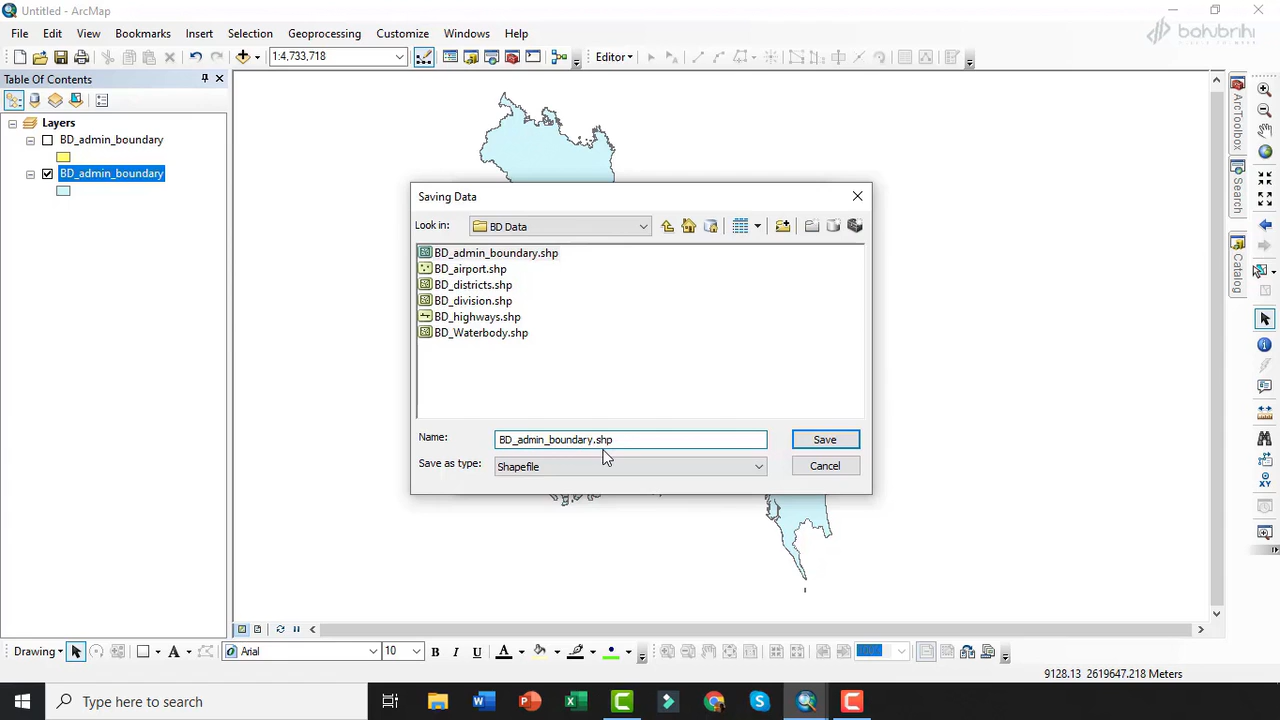 Untitled - ArcMap
File Edit View Bookmarks Insert Selection Geoprocessing Customize Windows Help
bohubrihi
1:4,733,718
Editor
Table Of Contents
Layers
BD_admin_boundary
BD_admin_boundary
Saving Data
Look in:
BD Data
BD_admin_boundary.shp
BD_airport.shp
BD_districts.shp
BD_division.shp
BD_highways.shp
BD_Waterbody.shp
Name:
BD_admin_boundary.shp
Save
Save as type:
Shapefile
Cancel
ArcToolbox
Search
Catalog
Drawing
Arial
10
B I U A
9128.13 2619647.218 Meters
Type here to search